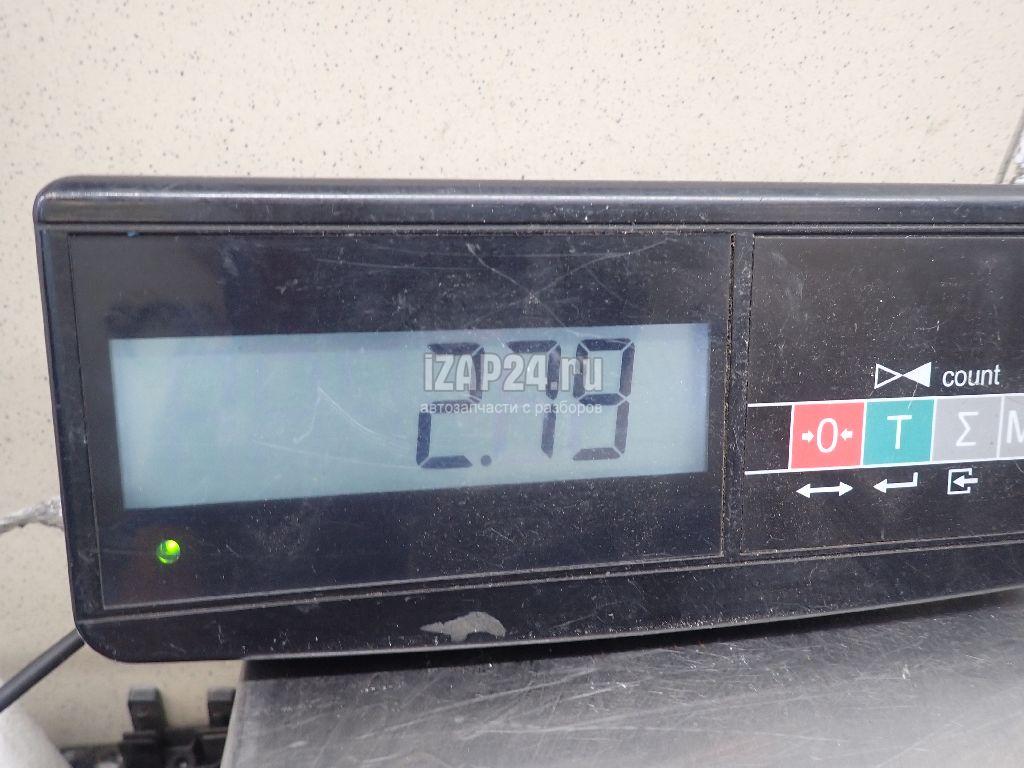 2.79
iZAP24.ru
автозапчасти с разборов
count
→0← T Σ M